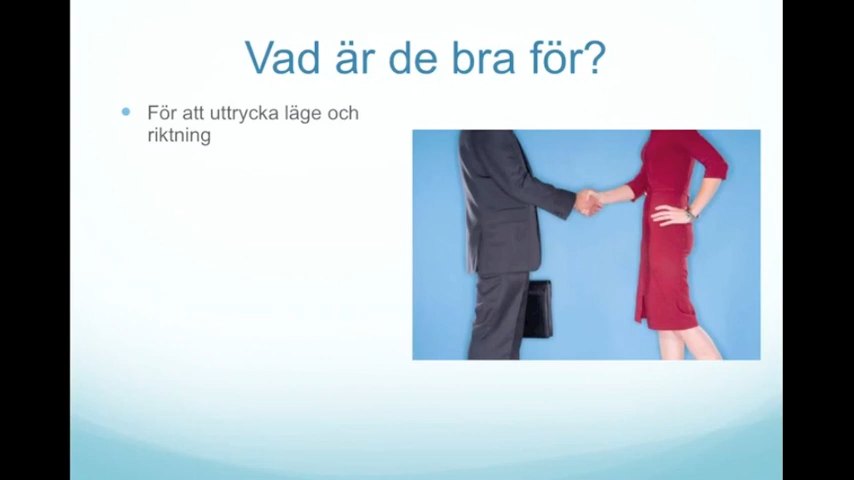 Vad är de bra för?
För att uttrycka läge och
riktning